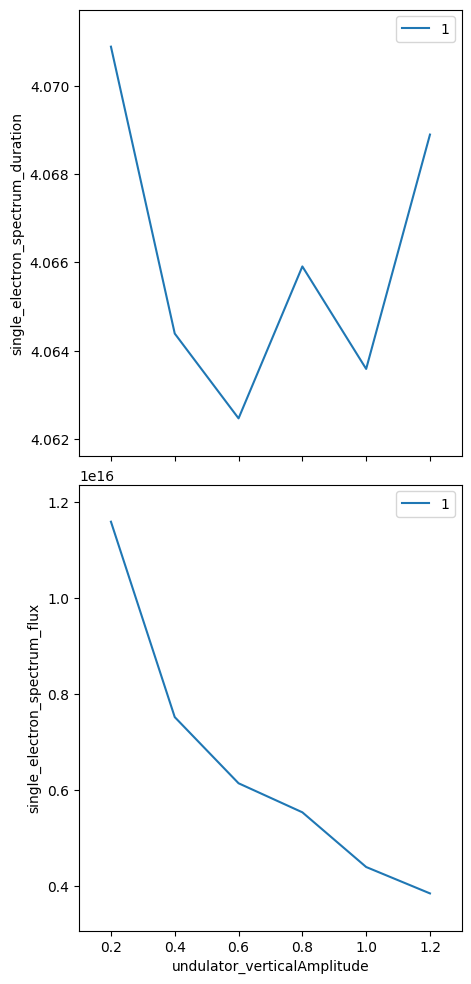 1
4.070
4.068
4.066
4.064
4.062
single_electron_spectrum_duration
1e16
1
1.2
1.0
0.8
0.6
0.4
single_electron_spectrum_flux
0.2 0.4 0.6 0.8 1.0 1.2
undulator_verticalAmplitude